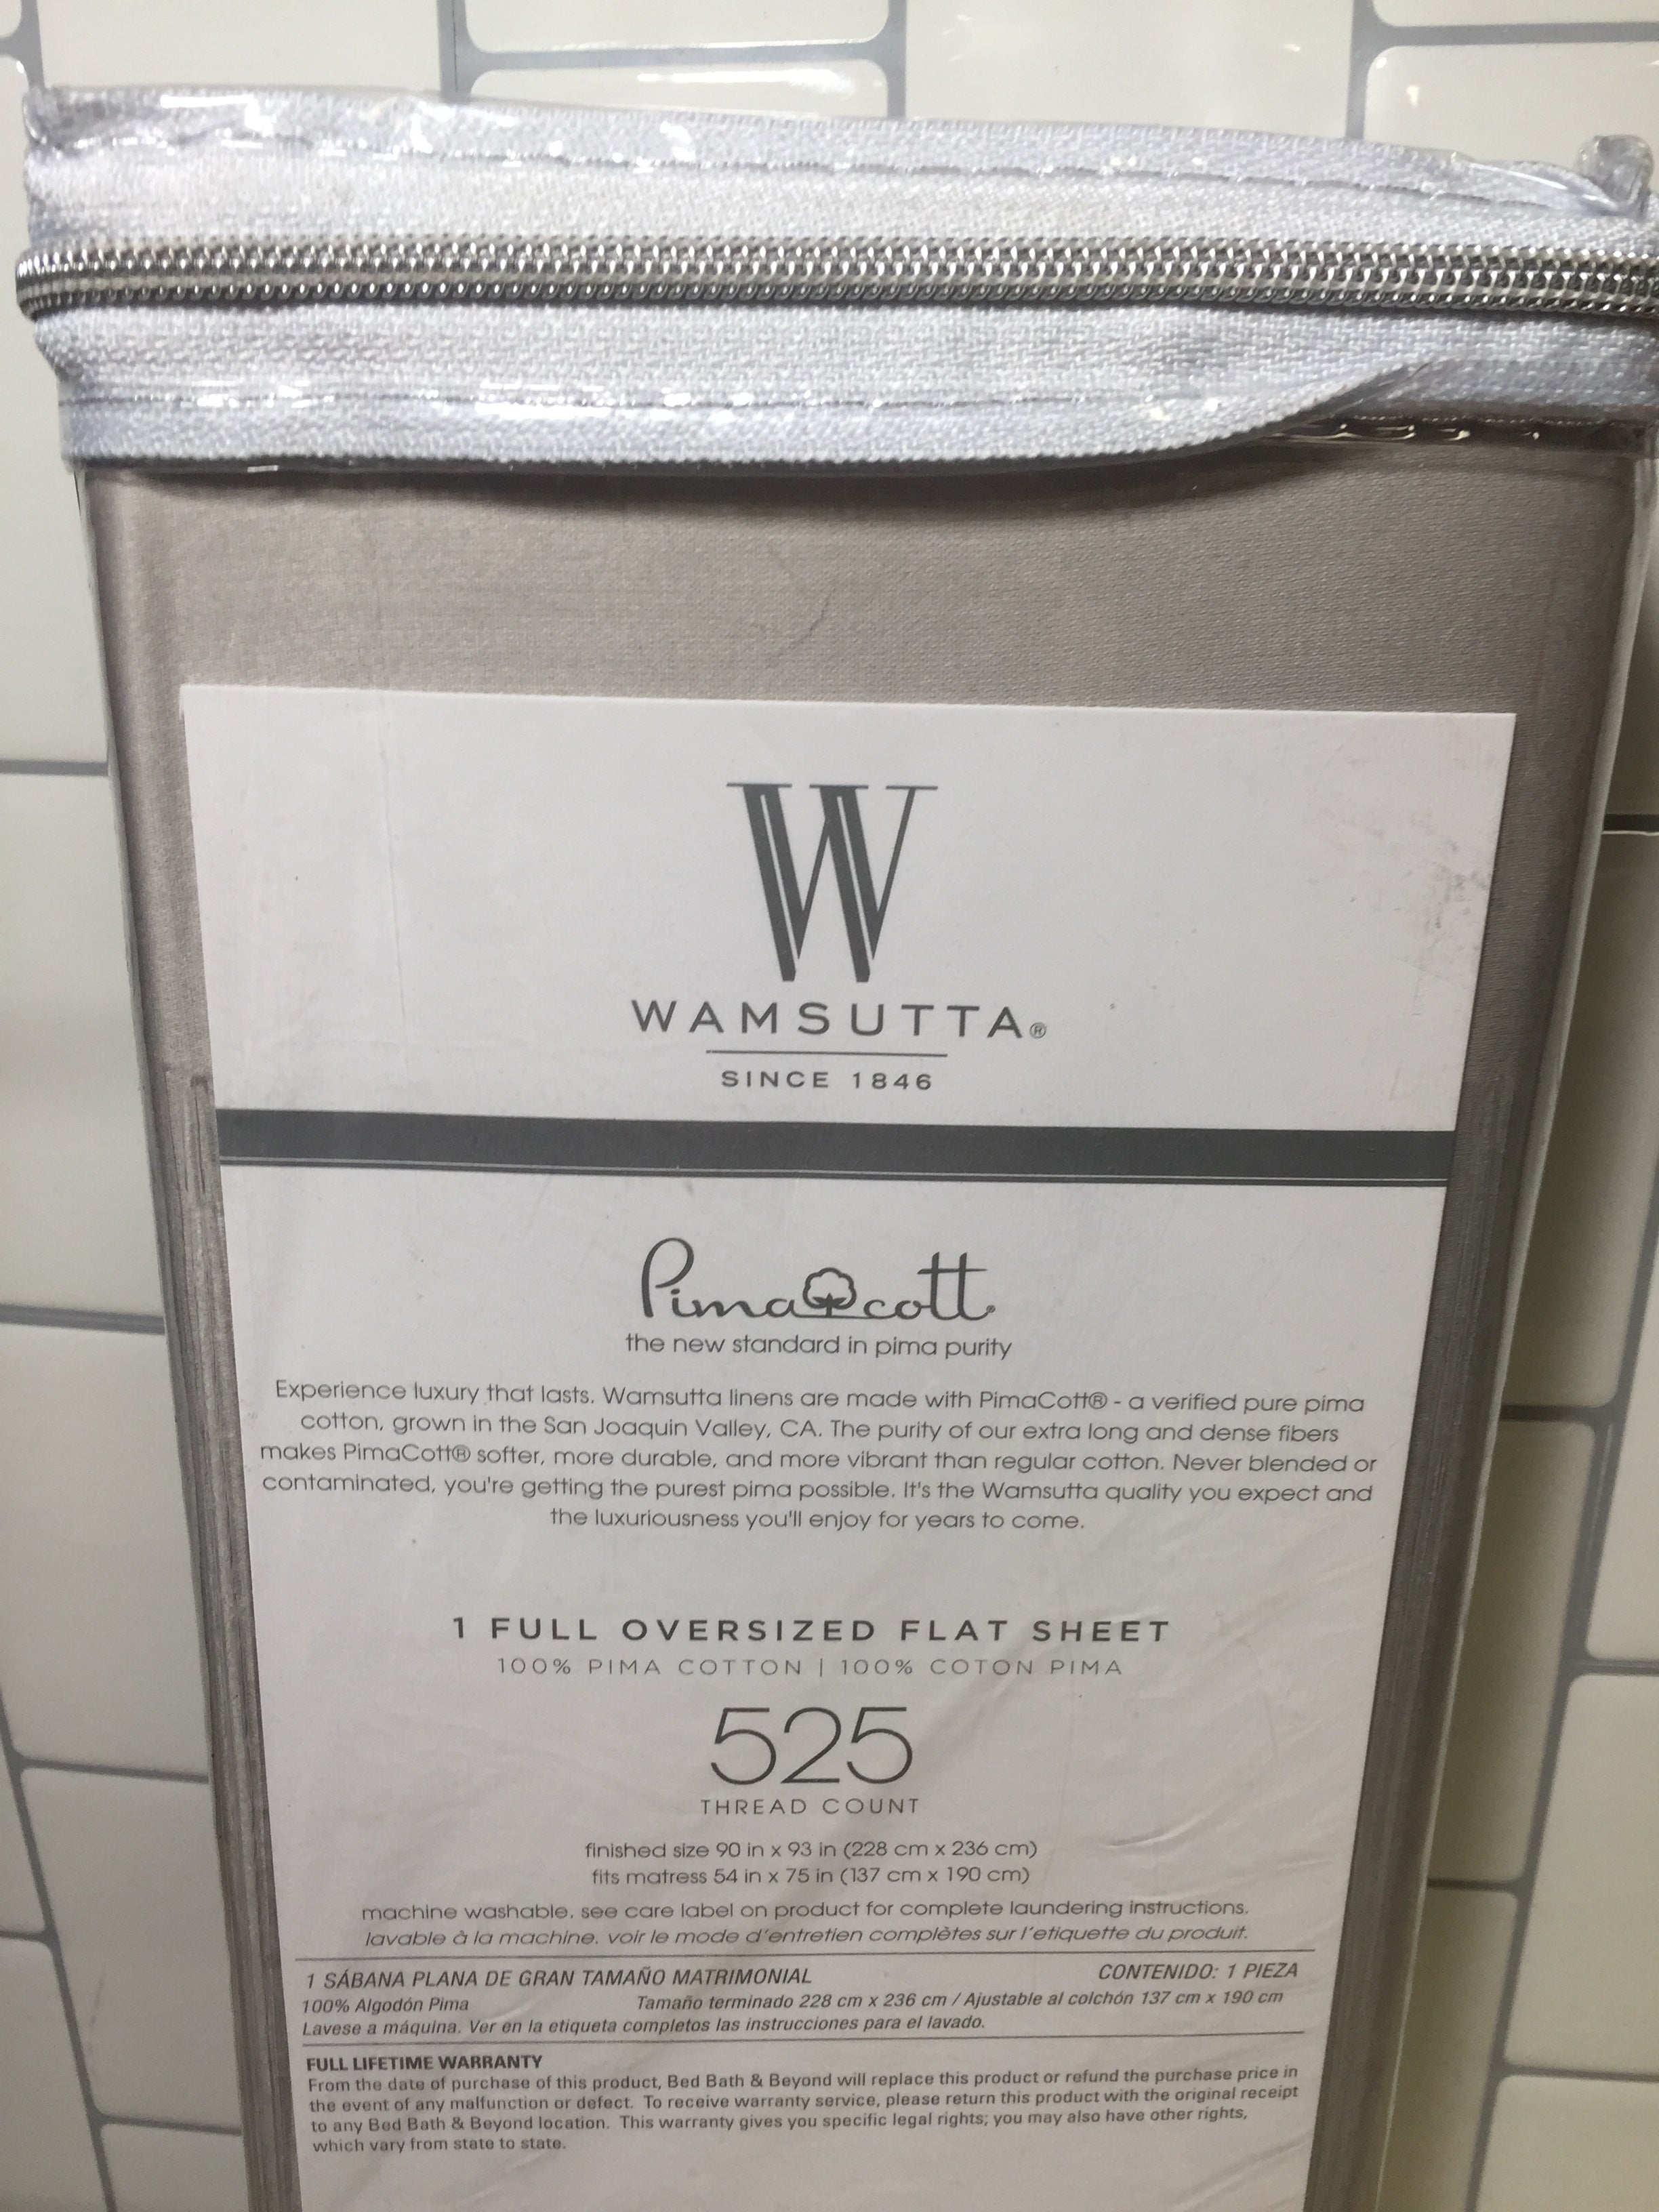 W
WAMSUTTA®
SINCE 1846
Pimacott
the new standard in pima purity
Experience luxury that lasts. Wamsutta linens are made with PimaCott® - a verified pure pima
cotton, grown in the San Joaquin Valley, CA. The purity of our extra long and dense fibers
makes PimaCott® softer, more durable, and more vibrant than regular cotton. Never blended or
contaminated, you're getting the purest pima possible. It's the Wamsutta quality you expect and
the luxuriousness you'll enjoy for years to come.
1 FULL OVERSIZED FLAT SHEET
100% PIMA COTTON | 100% COTON PIMA
525
THREAD COUNT
finished size 90 in x 93 in (228 cm x 236 cm)
fits matress 54 in x 75 in (137 cm x 190 cm)
machine washable. see care label on product for complete laundering instructions.
lavable à la machine. voir le mode d'entretien complètes sur l'etiquette du produit.
1 SÁBANA PLANA DE GRAN TAMAÑO MATRIMONIAL CONTENIDO: 1 PIEZA
100% Algodón Pima Tamaño terminado 228 cm x 236 cm / Ajustable al colchón 137 cm x 190 cm
Lavese a máquina. Ver en la etiqueta completos las instrucciones para el lavado.
FULL LIFETIME WARRANTY
From the date of purchase of this product, Bed Bath & Beyond will replace this product or refund the purchase price in
the event of any malfunction or defect. To receive warranty service, please return this product with the original receipt
to any Bed Bath & Beyond location. This warranty gives you specific legal rights; you may also have other rights,
which vary from state to state.